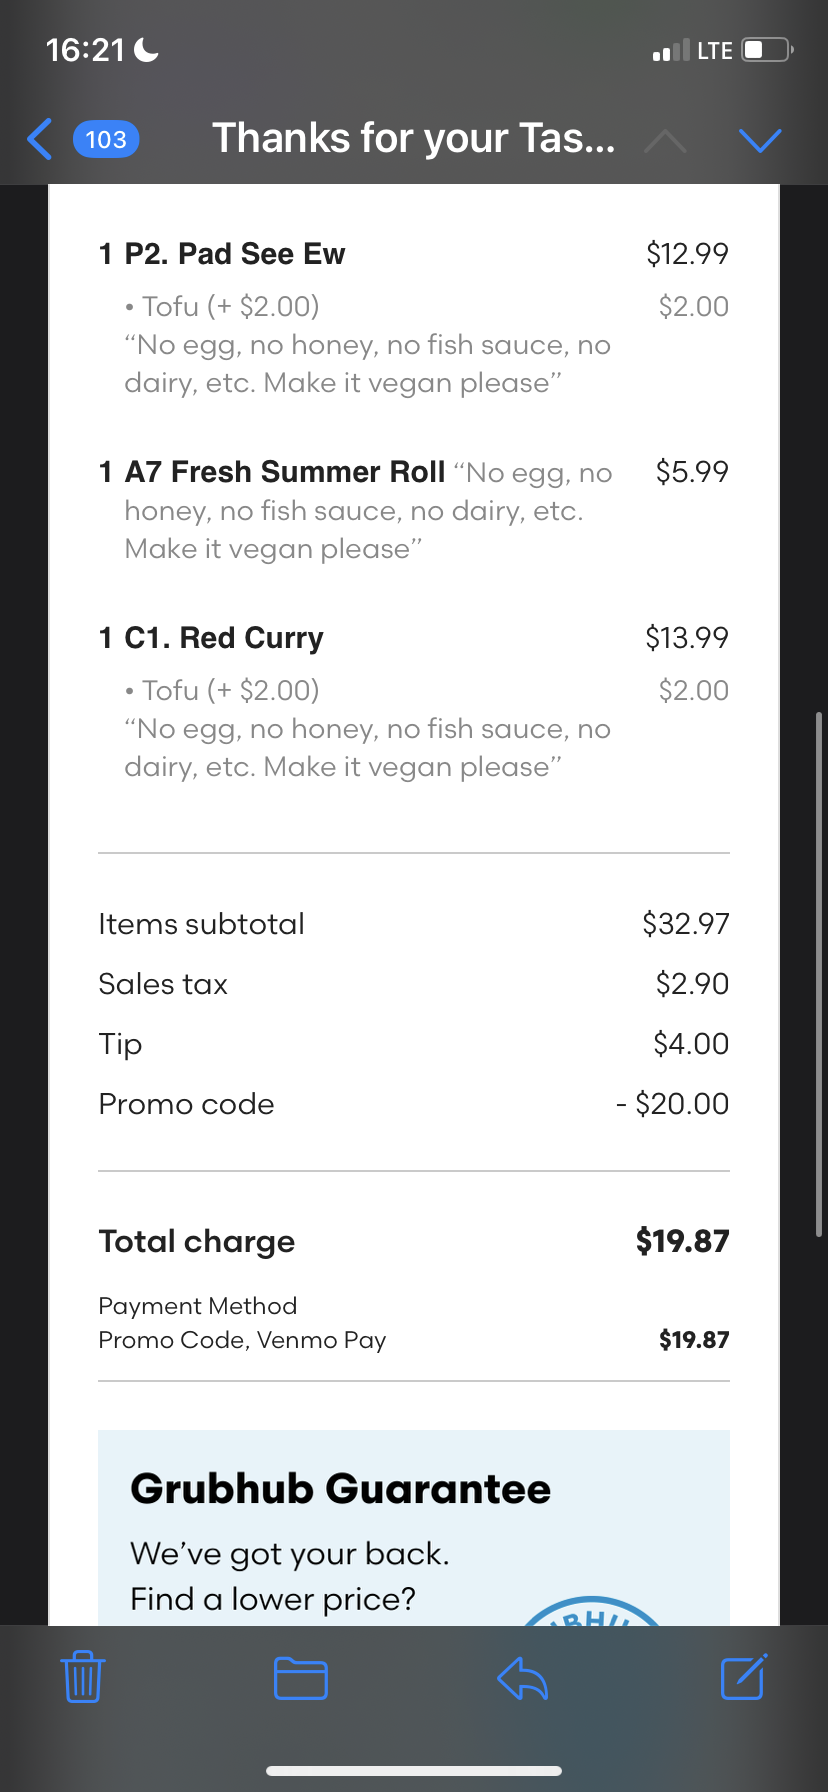 16:21 LTE
103 Thanks for your Tas...
1 P2. Pad See Ew $12.99
• Tofu (+ $2.00) $2.00
“No egg, no honey, no fish sauce, no
dairy, etc. Make it vegan please”
1 A7 Fresh Summer Roll “No egg, no $5.99
honey, no fish sauce, no dairy, etc.
Make it vegan please”
1 C1. Red Curry $13.99
• Tofu (+ $2.00) $2.00
“No egg, no honey, no fish sauce, no
dairy, etc. Make it vegan please”
Items subtotal $32.97
Sales tax $2.90
Tip $4.00
Promo code - $20.00
Total charge $19.87
Payment Method
Promo Code, Venmo Pay $19.87
Grubhub Guarantee
We’ve got your back.
Find a lower price?